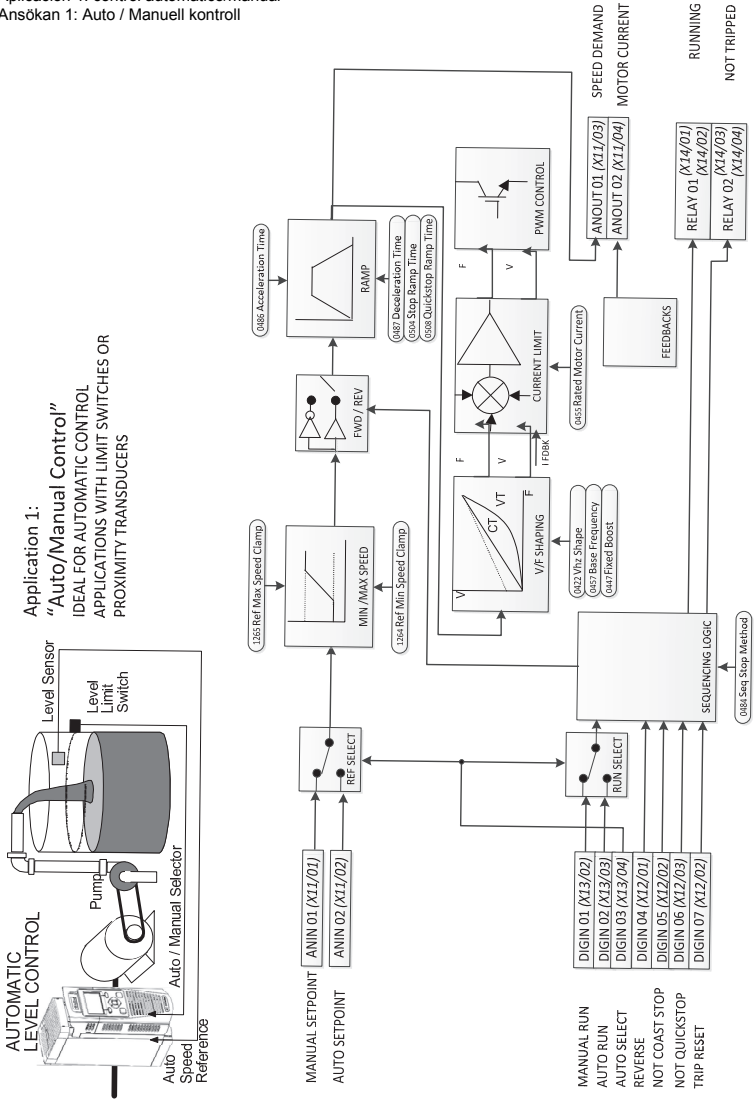 Ansökan 1: Auto / Manuell kontroll
Application 1:
"Auto/Manual Control"
IDEAL FOR AUTOMATIC CONTROL
APPLICATIONS WITH LIMIT SWITCHES OR
PROXIMITY TRANSDUCERS
AUTOMATIC
LEVEL CONTROL
Level Sensor
Level
Limit
Switch
Pump
Auto / Manual Selector
Auto
Speed
Reference
MANUAL SETPOINT
AUTO SETPOINT
ANIN 01 (X11/01)
ANIN 02 (X11/02)
REF SELECT
1265 Ref Max Speed Clamp
MIN /MAX SPEED
1264 Ref Min Speed Clamp
FWD / REV
0486 Acceleration Time
RAMP
0487 Deceleration Time
0504 Stop Ramp Time
0508 Quickstop Ramp Time
V
CT
VT
F
V/F SHAPING
0422 Vhz Shape
0457 Base Frequency
0447 Fixed Boost
F
V
I FDBK
CURRENT LIMIT
0455 Rated Motor Current
F
V
PWM CONTROL
MANUAL RUN
AUTO RUN
AUTO SELECT
REVERSE
NOT COAST STOP
NOT QUICKSTOP
TRIP RESET
DIGIN 01 (X13/02)
DIGIN 02 (X13/03)
DIGIN 03 (X13/04)
DIGIN 04 (X12/01)
DIGIN 05 (X12/02)
DIGIN 06 (X12/03)
DIGIN 07 (X12/02)
RUN SELECT
SEQUENCING LOGIC
0484 Seq Stop Method
FEEDBACKS
ANOUT 01 (X11/03)
ANOUT 02 (X11/04)
SPEED DEMAND
MOTOR CURRENT
RELAY 01 (X14/01)
(X14/02)
RELAY 02 (X14/03)
(X14/04)
RUNNING
NOT TRIPPED